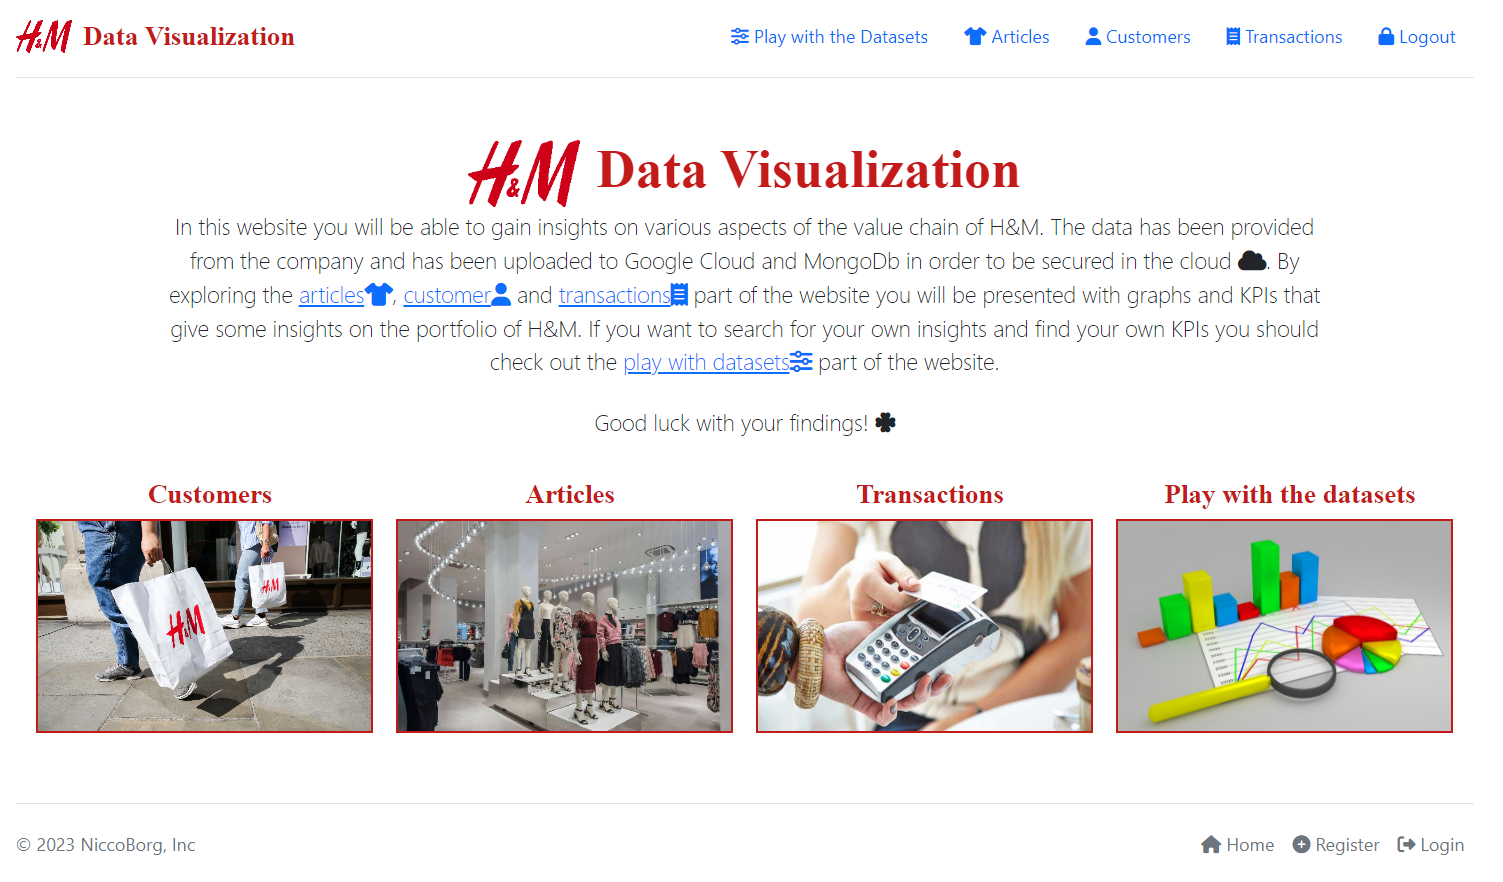 H&M Data Visualization
Play with the Datasets Articles Customers Transactions Logout
H&M Data Visualization
In this website you will be able to gain insights on various aspects of the value chain of H&M. The data has been provided
from the company and has been uploaded to Google Cloud and MongoDb in order to be secured in the cloud . By
exploring the articles, customer and transactions part of the website you will be presented with graphs and KPIs that
give some insights on the portfolio of H&M. If you want to search for your own insights and find your own KPIs you should
check out the play with datasets part of the website.
Good luck with your findings!
Customers
Articles
Transactions
Play with the datasets
H&M
H&M
© 2023 NiccoBorg, Inc
Home Register Login